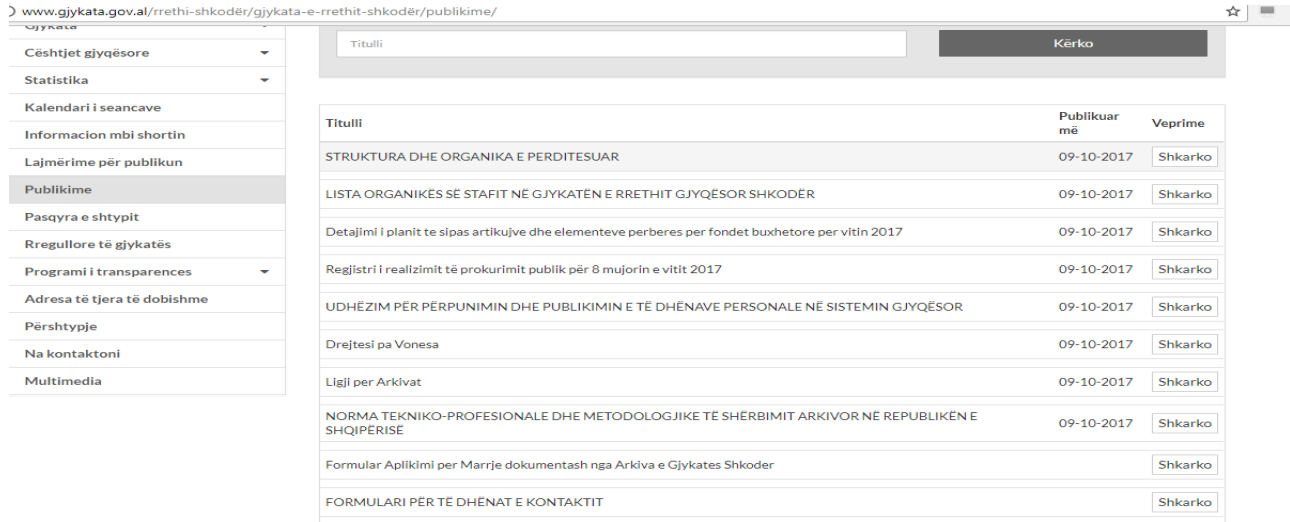 www.gjykata.gov.al/rrethi-shkodër/gjykata-e-rrethit-shkodër/publikime/
Gjykata
Cështjet gjyqësore
Statistika
Kalendari i seancave
Informacion mbi shortin
Lajmërime për publikun
Publikime
Pasqyra e shtypit
Rregullore të gjykatës
Programi i transparences
Adresa të tjera të dobishme
Përshtypje
Na kontaktoni
Multimedia
Titulli
Kërko
Titulli Publikuar më Veprime
STRUKTURA DHE ORGANIKA E PERDITESUAR 09-10-2017 Shkarko
LISTA ORGANIKËS SË STAFIT NË GJYKATËN E RRETHIT GJYQËSOR SHKODËR 09-10-2017 Shkarko
Detajimi i planit te sipas artikujve dhe elementeve perberes per fondet buxhetore per vitin 2017 09-10-2017 Shkarko
Regjistri i realizimit të prokurimit publik për 8 mujorin e vitit 2017 09-10-2017 Shkarko
UDHËZIM PËR PËRPUNIMIN DHE PUBLIKIMIN E TË DHËNAVE PERSONALE NË SISTEMIN GJYQËSOR 09-10-2017 Shkarko
Drejtesi pa Vonesa 09-10-2017 Shkarko
Ligji per Arkivat 09-10-2017 Shkarko
NORMA TEKNIKO-PROFESIONALE DHE METODOLOGJIKE TË SHËRBIMIT ARKIVOR NË REPUBLIKËN E
SHQIPËRISË 09-10-2017 Shkarko
Formular Aplikimi per Marrje dokumentash nga Arkiva e Gjykates Shkoder Shkarko
FORMULARI PËR TË DHËNAT E KONTAKTIT Shkarko